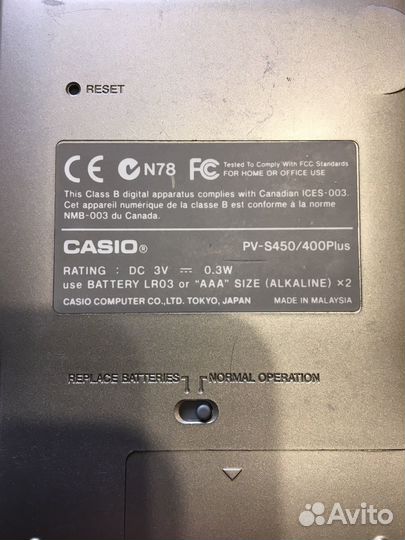 RESET
CE N78 FC Tested To Comply With FCC Standards
FOR HOME OR OFFICE USE
This Class B digital apparatus complies with Canadian ICES-003.
Cet appareil numérique de la classe B est conforme à la norme
NMB-003 du Canada.
CASIO® PV-S450/400Plus
RATING : DC 3V ⎓ 0.3W
use BATTERY LR03 or "AAA" SIZE (ALKALINE) ×2
CASIO COMPUTER CO.,LTD. TOKYO, JAPAN MADE IN MALAYSIA
REPLACE BATTERIES NORMAL OPERATION
Avito